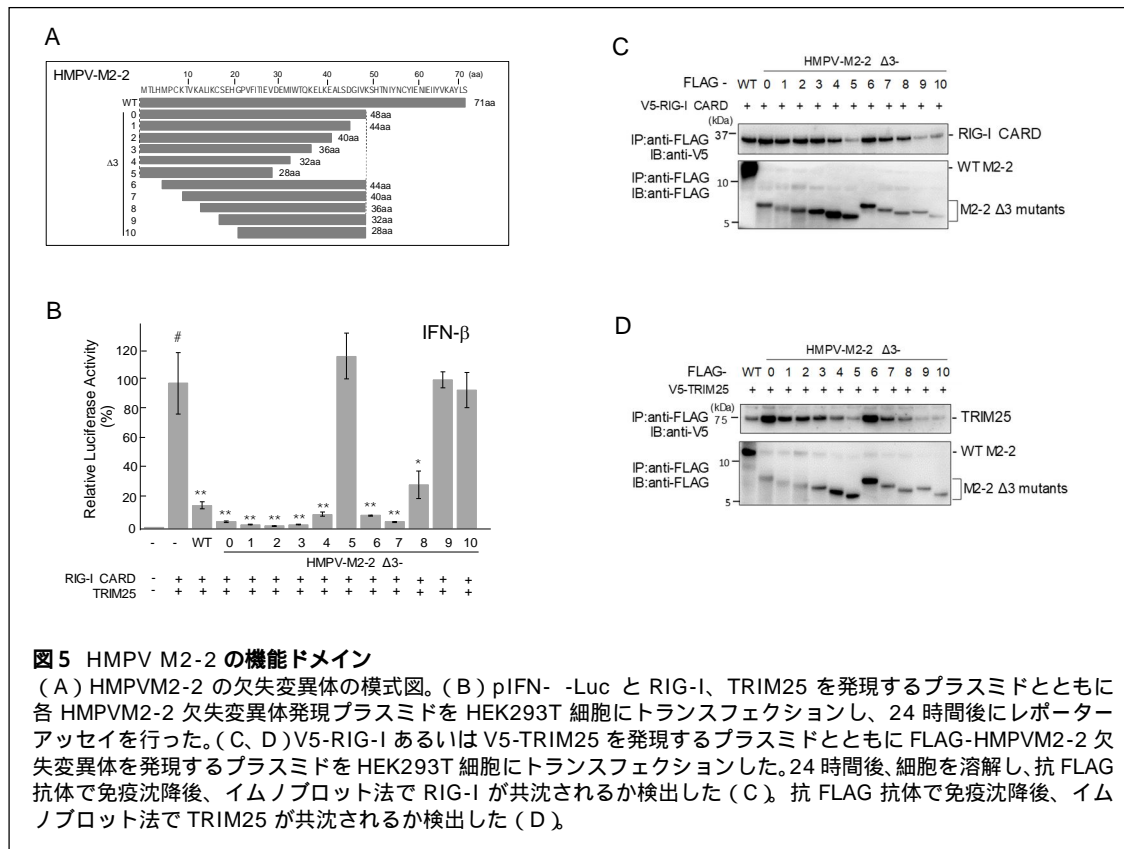 A
HMPV-M2-2
10 20 30 40 50 60 70 (aa)
MTLHMPCKTVKALIKCSEHGPVFITIEVDEMIWTQKELKEALSDGIVKSHTNIYNCYIENIEIIYVKAYLS
WT 71aa
Δ3
0 48aa
1 44aa
2 40aa
3 36aa
4 32aa
5 28aa
6 44aa
7 40aa
8 36aa
9 32aa
10 28aa
B
IFN-β
Relative Luciferase Activity
(%)
120
100
80
60
40
20
0
# ** ** ** ** ** ** ** ** *
- - WT 0 1 2 3 4 5 6 7 8 9 10
HMPV-M2-2 Δ3-
RIG-I CARD - + + + + + + + + + + + + +
TRIM25 - + + + + + + + + + + + + +
C
HMPV-M2-2 Δ3-
FLAG - WT 0 1 2 3 4 5 6 7 8 9 10
V5-RIG-I CARD + + + + + + + + + + + +
(kDa)
IP:anti-FLAG
IB:anti-V5
37
- RIG-I CARD
IP:anti-FLAG
IB:anti-FLAG
10
5
- WT M2-2
M2-2 Δ3 mutants
D
HMPV-M2-2 Δ3-
FLAG- WT 0 1 2 3 4 5 6 7 8 9 10
V5-TRIM25 + + + + + + + + + + + +
(kDa)
IP:anti-FLAG
IB:anti-V5
75
- TRIM25
IP:anti-FLAG
IB:anti-FLAG
10
5
- WT M2-2
M2-2 Δ3 mutants
図5 HMPV M2-2 の機能ドメイン
（A）HMPVM2-2 の欠失変異体の模式図。（B）pIFN- -Luc と RIG-I、TRIM25 を発現するプラスミドとともに
各 HMPVM2-2 欠失変異体発現プラスミドを HEK293T 細胞にトランスフェクションし、24 時間後にレポーター
アッセイを行った。（C、D）V5-RIG-I あるいは V5-TRIM25 を発現するプラスミドとともに FLAG-HMPVM2-2 欠
失変異体を発現するプラスミドを HEK293T 細胞にトランスフェクションした。24 時間後、細胞を溶解し、抗 FLAG
抗体で免疫沈降後、イムノブロット法で RIG-I が共沈されるか検出した（C）。抗 FLAG 抗体で免疫沈降後、イム
ノブロット法で TRIM25 が共沈されるか検出した（D）。